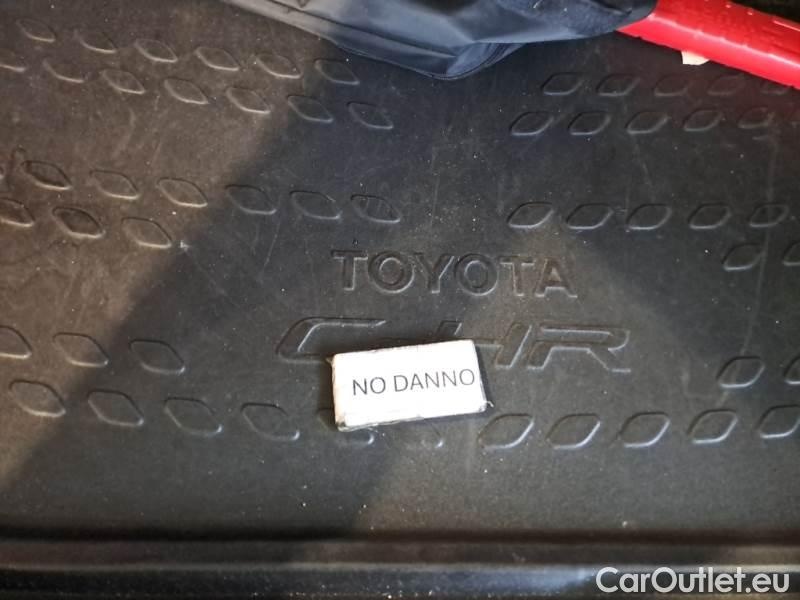 TOYOTA
C-HR
NO DANNO
CarOutlet.eu